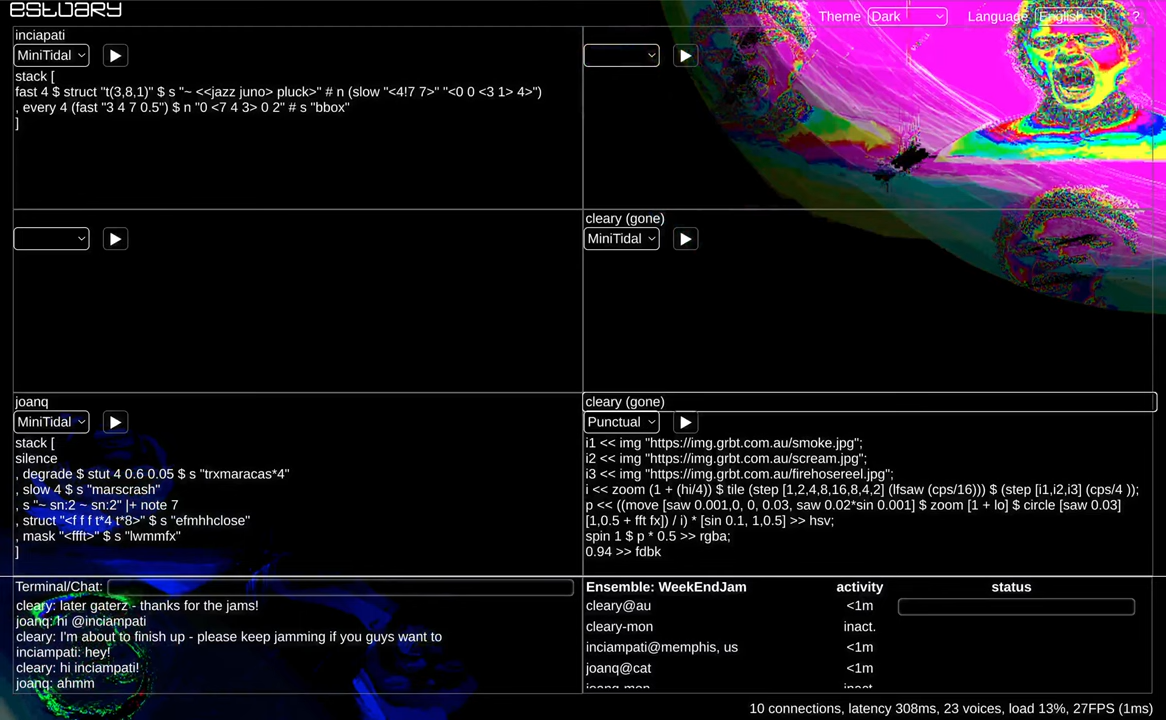 estuary
Theme Dark Language English ?
inciapati
MiniTidal
stack [
fast 4 $ struct "t(3,8,1)" $ s "~ <<jazz juno> pluck>" # n (slow "<4!7 7>" "<0 0 <3 1> 4>")
, every 4 (fast "3 4 7 0.5") $ n "0 <7 4 3> 0 2" # s "bbox"
]
cleary (gone)
MiniTidal
joanq
MiniTidal
stack [
silence
, degrade $ stut 4 0.6 0.05 $ s "trxmaracas*4"
, slow 4 $ s "marscrash"
, s "~ sn:2 ~ sn:2" |+ note 7
, struct "<f f f t*4 t*8>" $ s "efmhhclose"
, mask "<ffft>" $ s "lwmmfx"
]
cleary (gone)
Punctual
i1 << img "https://img.grbt.com.au/smoke.jpg";
i2 << img "https://img.grbt.com.au/scream.jpg";
i3 << img "https://img.grbt.com.au/firehosereel.jpg";
i << zoom (1 + (hi/4)) $ tile (step [1,2,4,8,16,8,4,2] (lfsaw (cps/16))) $ (step [i1,i2,i3] (cps/4 ));
p << ((move [saw 0.001,0, 0, 0.03, saw 0.02*sin 0.001] $ zoom [1 + lo] $ circle [saw 0.03]
[1,0.5 + fft fx]) / i) * [sin 0.1, 1,0.5] >> hsv;
spin 1 $ p * 0.5 >> rgba;
0.94 >> fdbk
Terminal/Chat:
cleary: later gaterz - thanks for the jams!
joanq: hi @inciampati
cleary: I'm about to finish up - please keep jamming if you guys want to
inciampati: hey!
cleary: hi inciampati!
joanq: ahmm
Ensemble: WeekEndJam activity status
cleary@au <1m
cleary-mon inact.
inciampati@memphis, us <1m
joanq@cat <1m
joanq-mon inact.
10 connections, latency 308ms, 23 voices, load 13%, 27FPS (1ms)